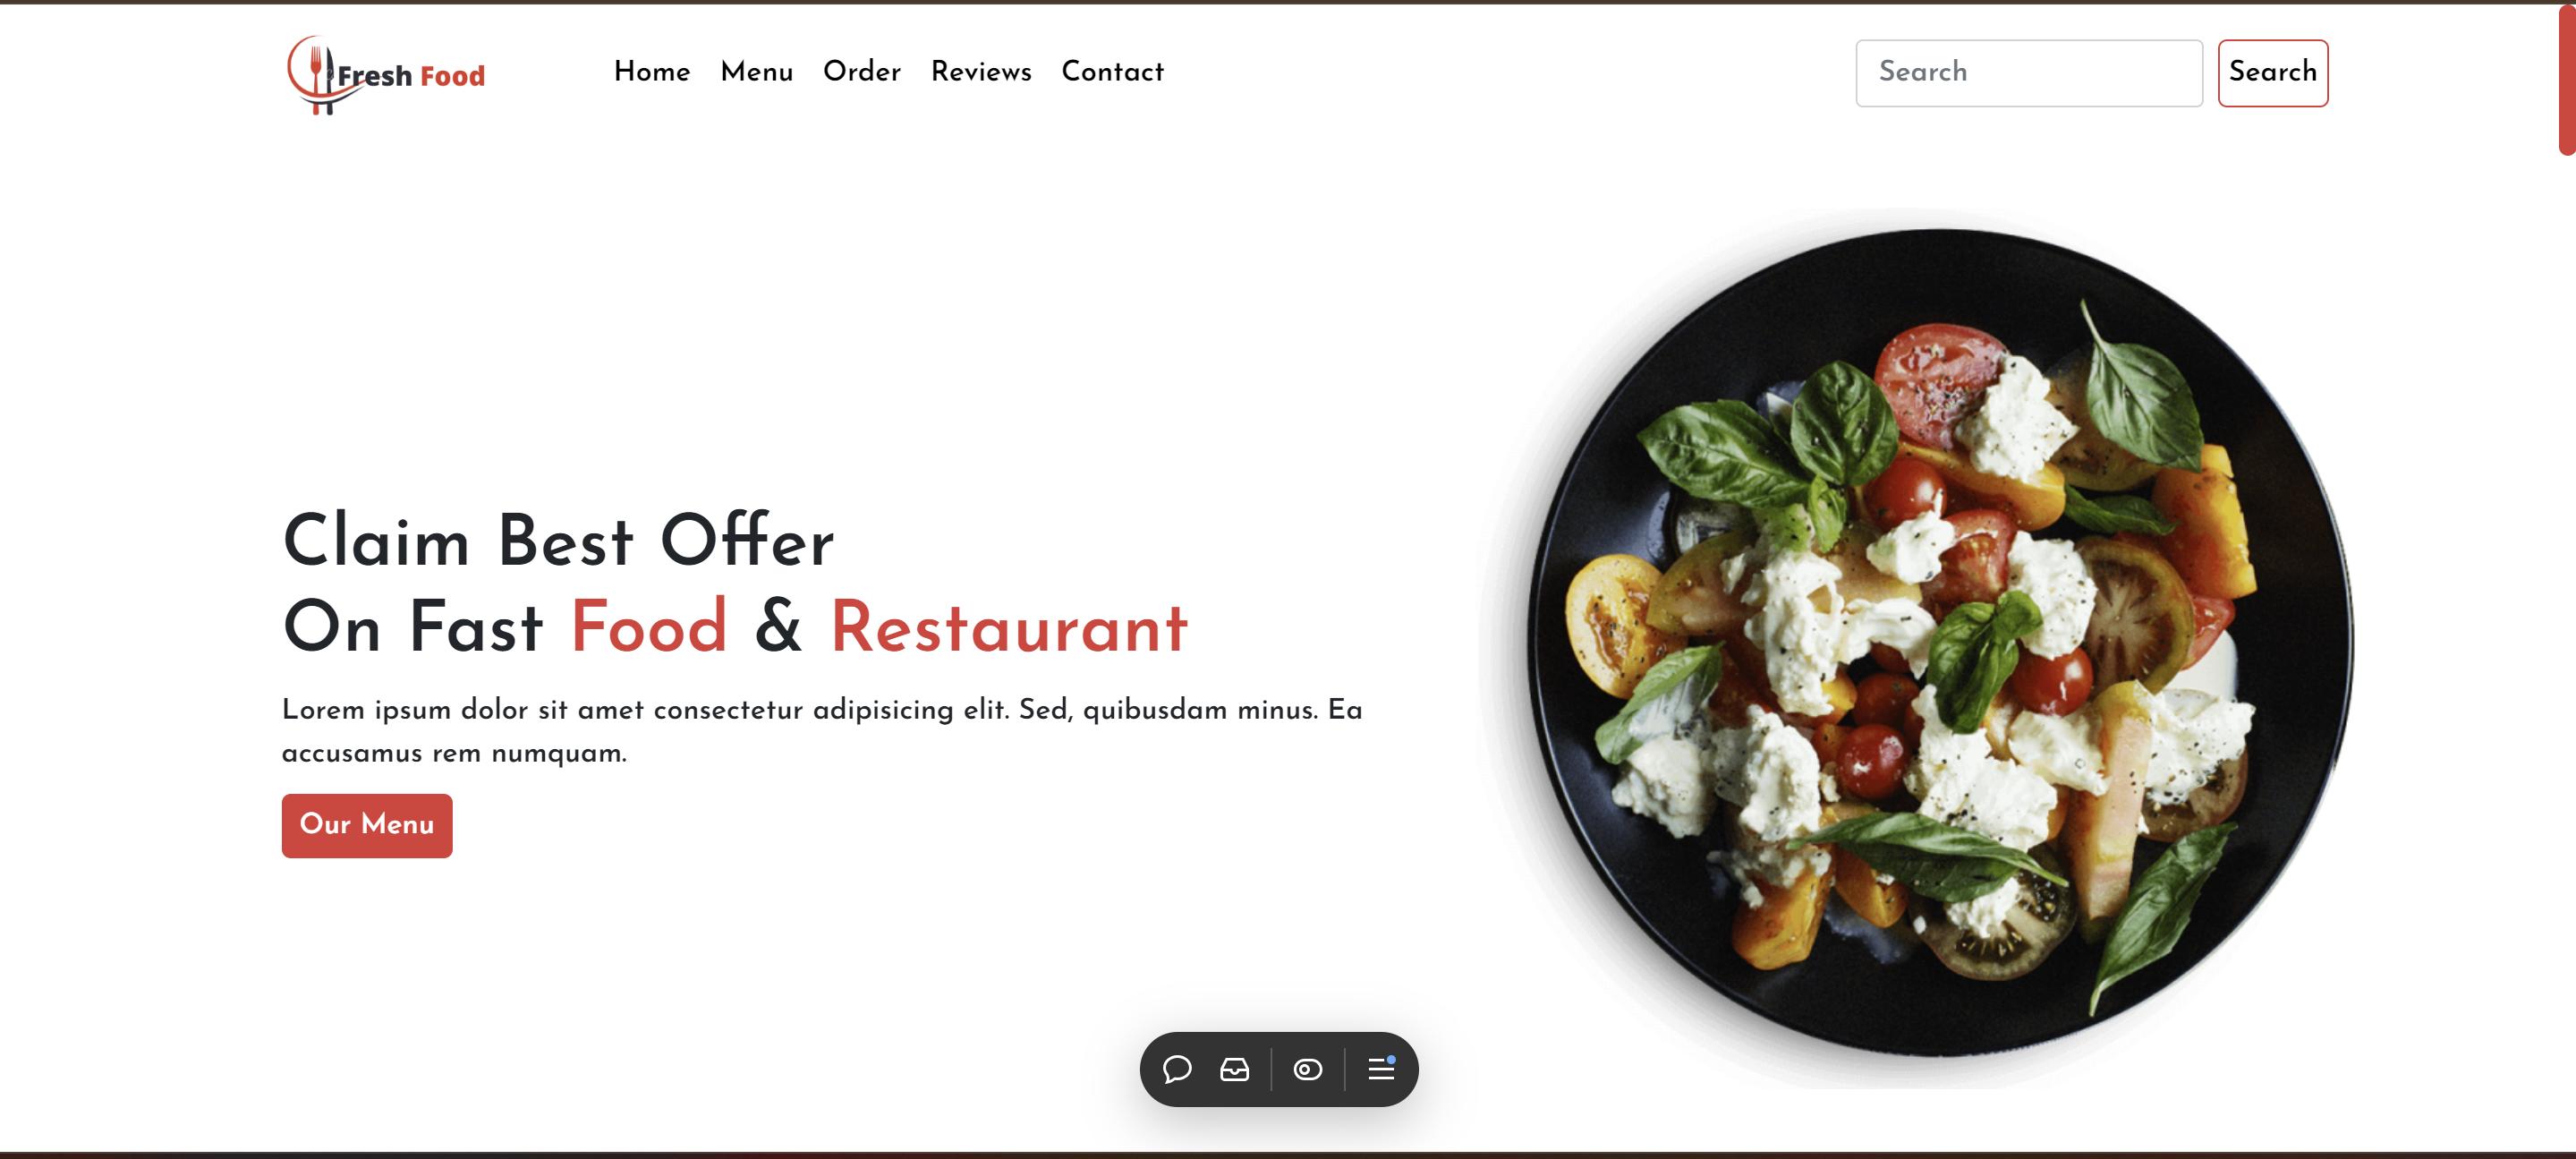 Fresh Food
Home Menu Order Reviews Contact
Search Search
Claim Best Offer
On Fast Food & Restaurant
Lorem ipsum dolor sit amet consectetur adipisicing elit. Sed, quibusdam minus. Ea
accusamus rem numquam.
Our Menu